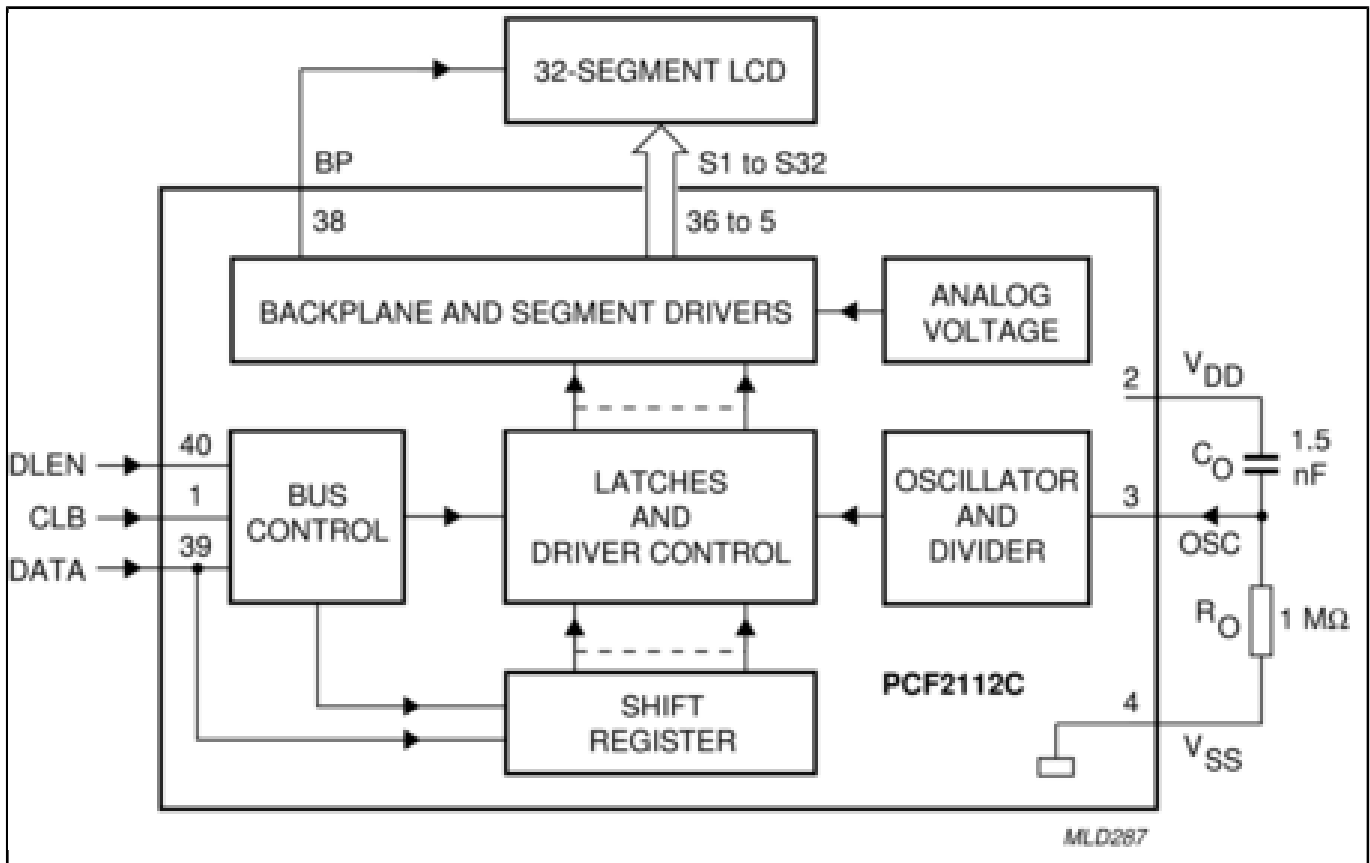 32-SEGMENT LCD
BP
S1 to S32
38
36 to 5
BACKPLANE AND SEGMENT DRIVERS
ANALOG
VOLTAGE
2
VDD
DLEN
40
CLB
1
DATA
39
BUS
CONTROL
LATCHES
AND
DRIVER CONTROL
OSCILLATOR
AND
DIVIDER
CO
1.5
nF
3
OSC
RO
1 MΩ
SHIFT
REGISTER
PCF2112C
4
VSS
MLD287